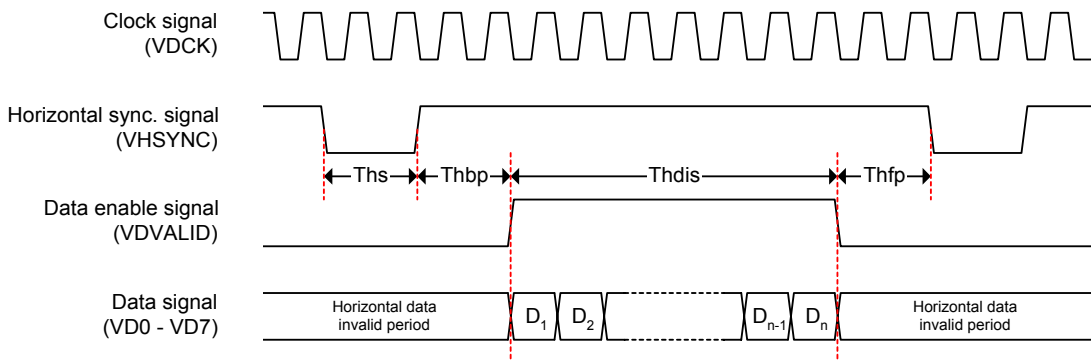 Clock signal
(VDCK)
Horizontal sync. signal
(VHSYNC)
Ths
Thbp
Thdis
Thfp
Data enable signal
(VDVALID)
Data signal
(VD0 - VD7)
Horizontal data
invalid period
D1
D2
Dn-1
Dn
Horizontal data
invalid period